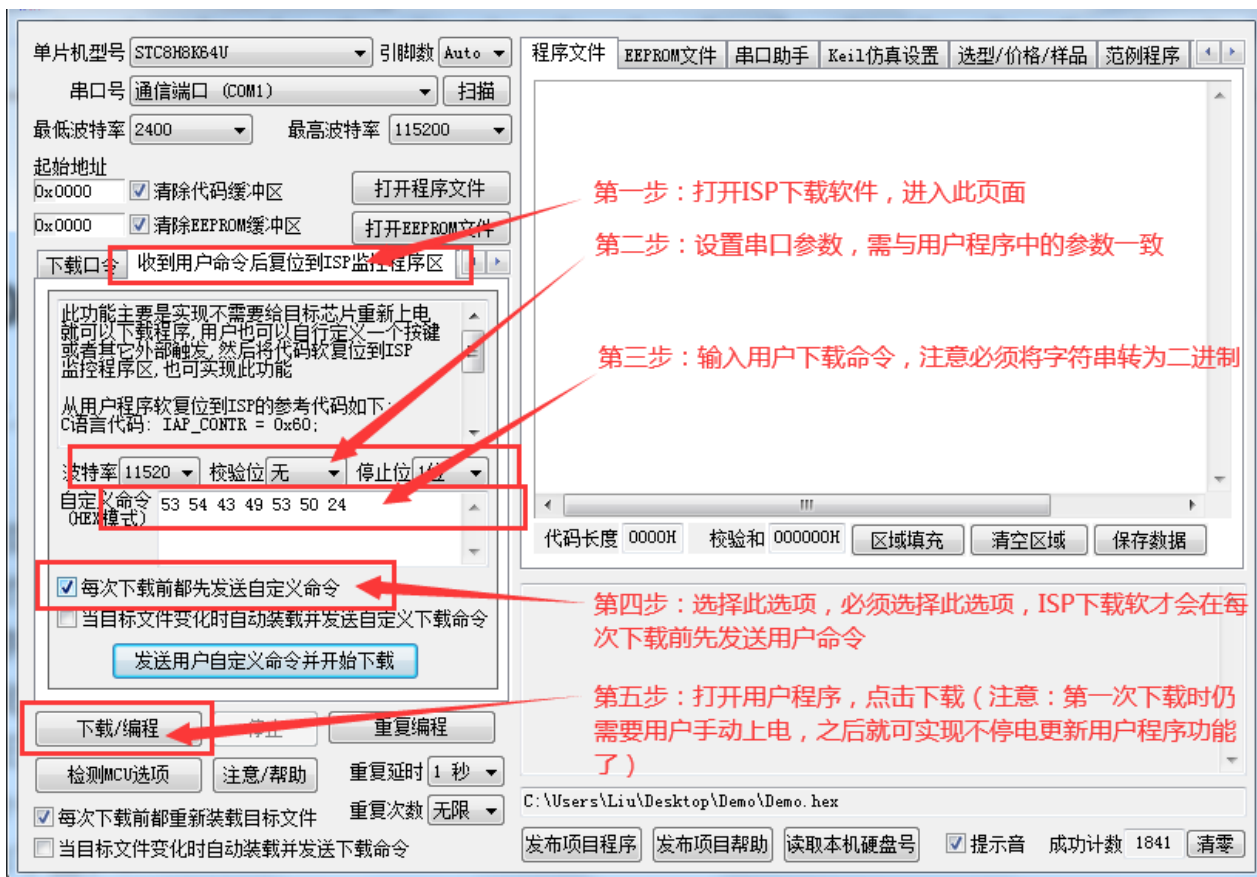 单片机型号 STC8H8K64U 引脚数 Auto
串口号 通信端口 (COM1) 扫描
最低波特率 2400 最高波特率 115200
起始地址
0x0000 清除代码缓冲区 打开程序文件
0x0000 清除EEPROM缓冲区 打开EEPROM文件
下载口令 收到用户命令后复位到ISP监控程序区
此功能主要是实现不需要给目标芯片重新上电,
就可以下载程序,用户也可以自行定义一个按键
或者其它外部触发,然后将代码软复位到ISP
监控程序区,也可实现此功能
从用户程序软复位到ISP的参考代码如下:
C语言代码: IAP_CONTR = 0x60;
波特率 11520 校验位 无 停止位 1位
自定义命令 53 54 43 49 53 50 24
(HEX模式)
每次下载前都先发送自定义命令
当目标文件变化时自动装载并发送自定义下载命令
发送用户自定义命令并开始下载
下载/编程 停止 重复编程
检测MCU选项 注意/帮助 重复延时 1 秒
每次下载前都重新装载目标文件 重复次数 无限
当目标文件变化时自动装载并发送下载命令
程序文件 EEPROM文件 串口助手 Keil仿真设置 选型/价格/样品 范例程序
第一步：打开ISP下载软件，进入此页面
第二步：设置串口参数，需与用户程序中的参数一致
第三步：输入用户下载命令，注意必须将字符串转为二进制
代码长度 0000H 校验和 000000H 区域填充 清空区域 保存数据
第四步：选择此选项，必须选择此选项，ISP下载软才会在每
次下载前先发送用户命令
第五步：打开用户程序，点击下载（注意：第一次下载时仍
需要用户手动上电，之后就可实现不停电更新用户程序功能
了）
C:\Users\Liu\Desktop\Demo\Demo.hex
发布项目程序 发布项目帮助 读取本机硬盘号 提示音 成功计数 1841 清零